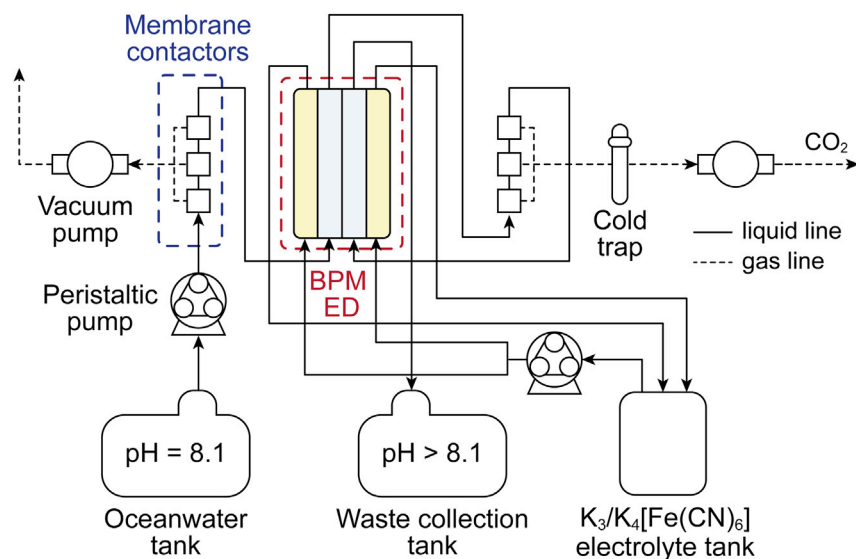 Membrane
contactors
CO₂
Vacuum
pump
Cold
trap
liquid line
gas line
BPM
ED
Peristaltic
pump
pH = 8.1
pH > 8.1
Oceanwater
tank
Waste collection
tank
K₃/K₄[Fe(CN)₆]
electrolyte tank